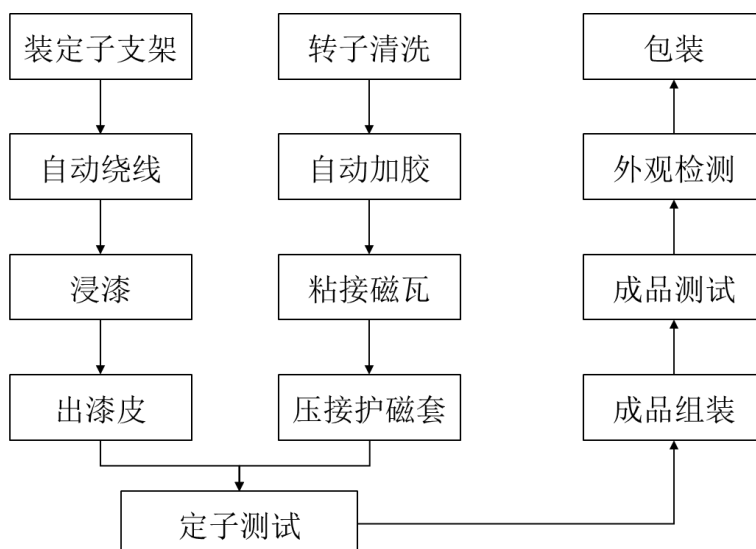 装定子支架
转子清洗
包装
自动绕线
自动加胶
外观检测
浸漆
粘接磁瓦
成品测试
出漆皮
压接护磁套
成品组装
定子测试